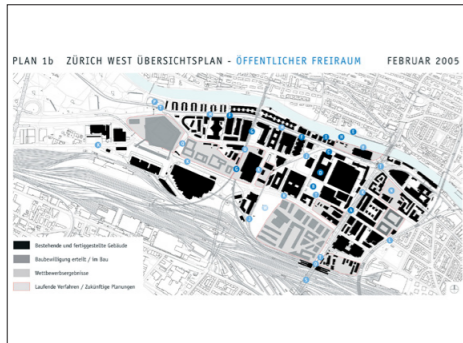 PLAN 1b ZÜRICH WEST ÜBERSICHTSPLAN - ÖFFENTLICHER FREIRAUM FEBRUAR 2005
Bestehende und fertiggestellte Gebäude
Baubewilligung erteilt / im Bau
Wettbewerbsergebnisse
Laufende Verfahren / Zukünftige Planungen